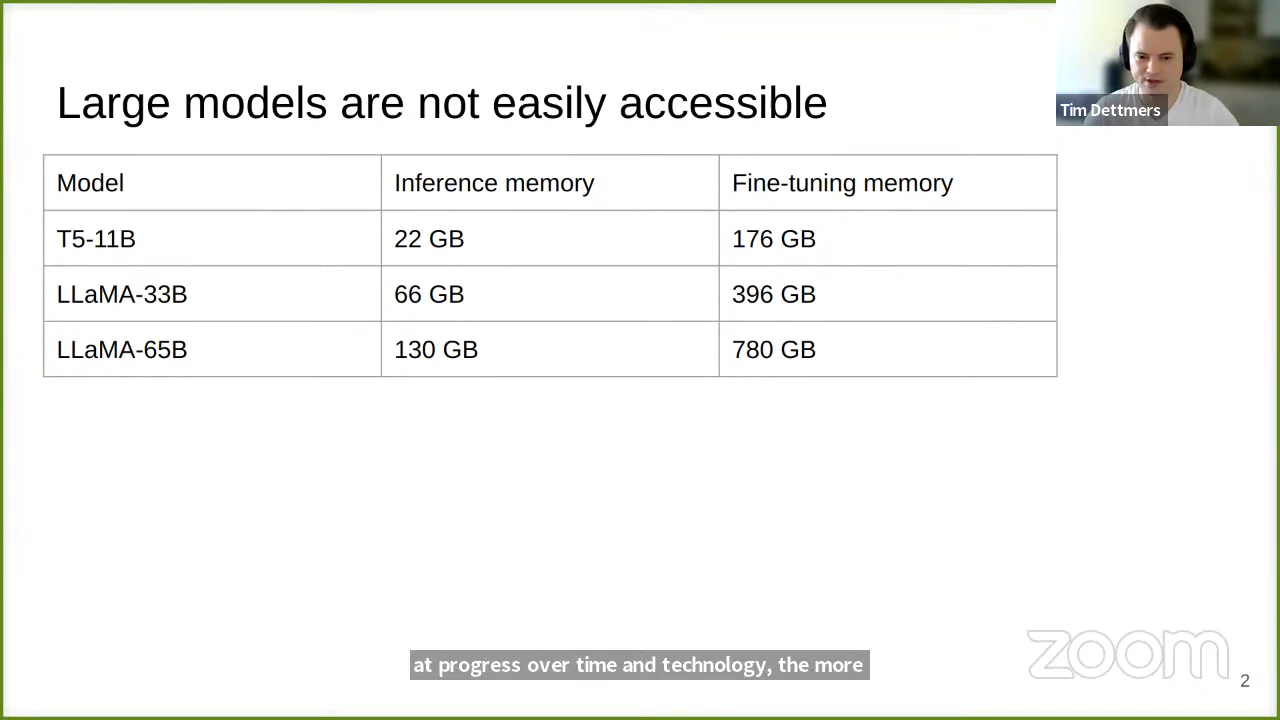 Large models are not easily accessible
Tim Dettmers
Model Inference memory Fine-tuning memory
T5-11B 22 GB 176 GB
LLaMA-33B 66 GB 396 GB
LLaMA-65B 130 GB 780 GB
at progress over time and technology, the more
zoom
2